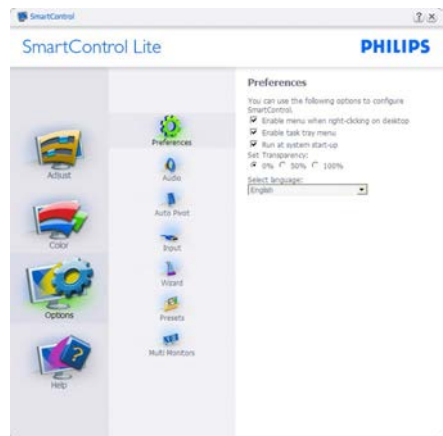 SmartControl
SmartControl Lite
PHILIPS
Adjust
Color
Options
Help
Preferences
Audio
Auto Pivot
Input
Wizard
Presets
Multi Monitors
Preferences
You can use the following options to configure
SmartControl.
Enable menu when right-clicking on desktop
Enable task tray menu
Run at system start-up
Set Transparency:
0% 50% 100%
Select language:
English